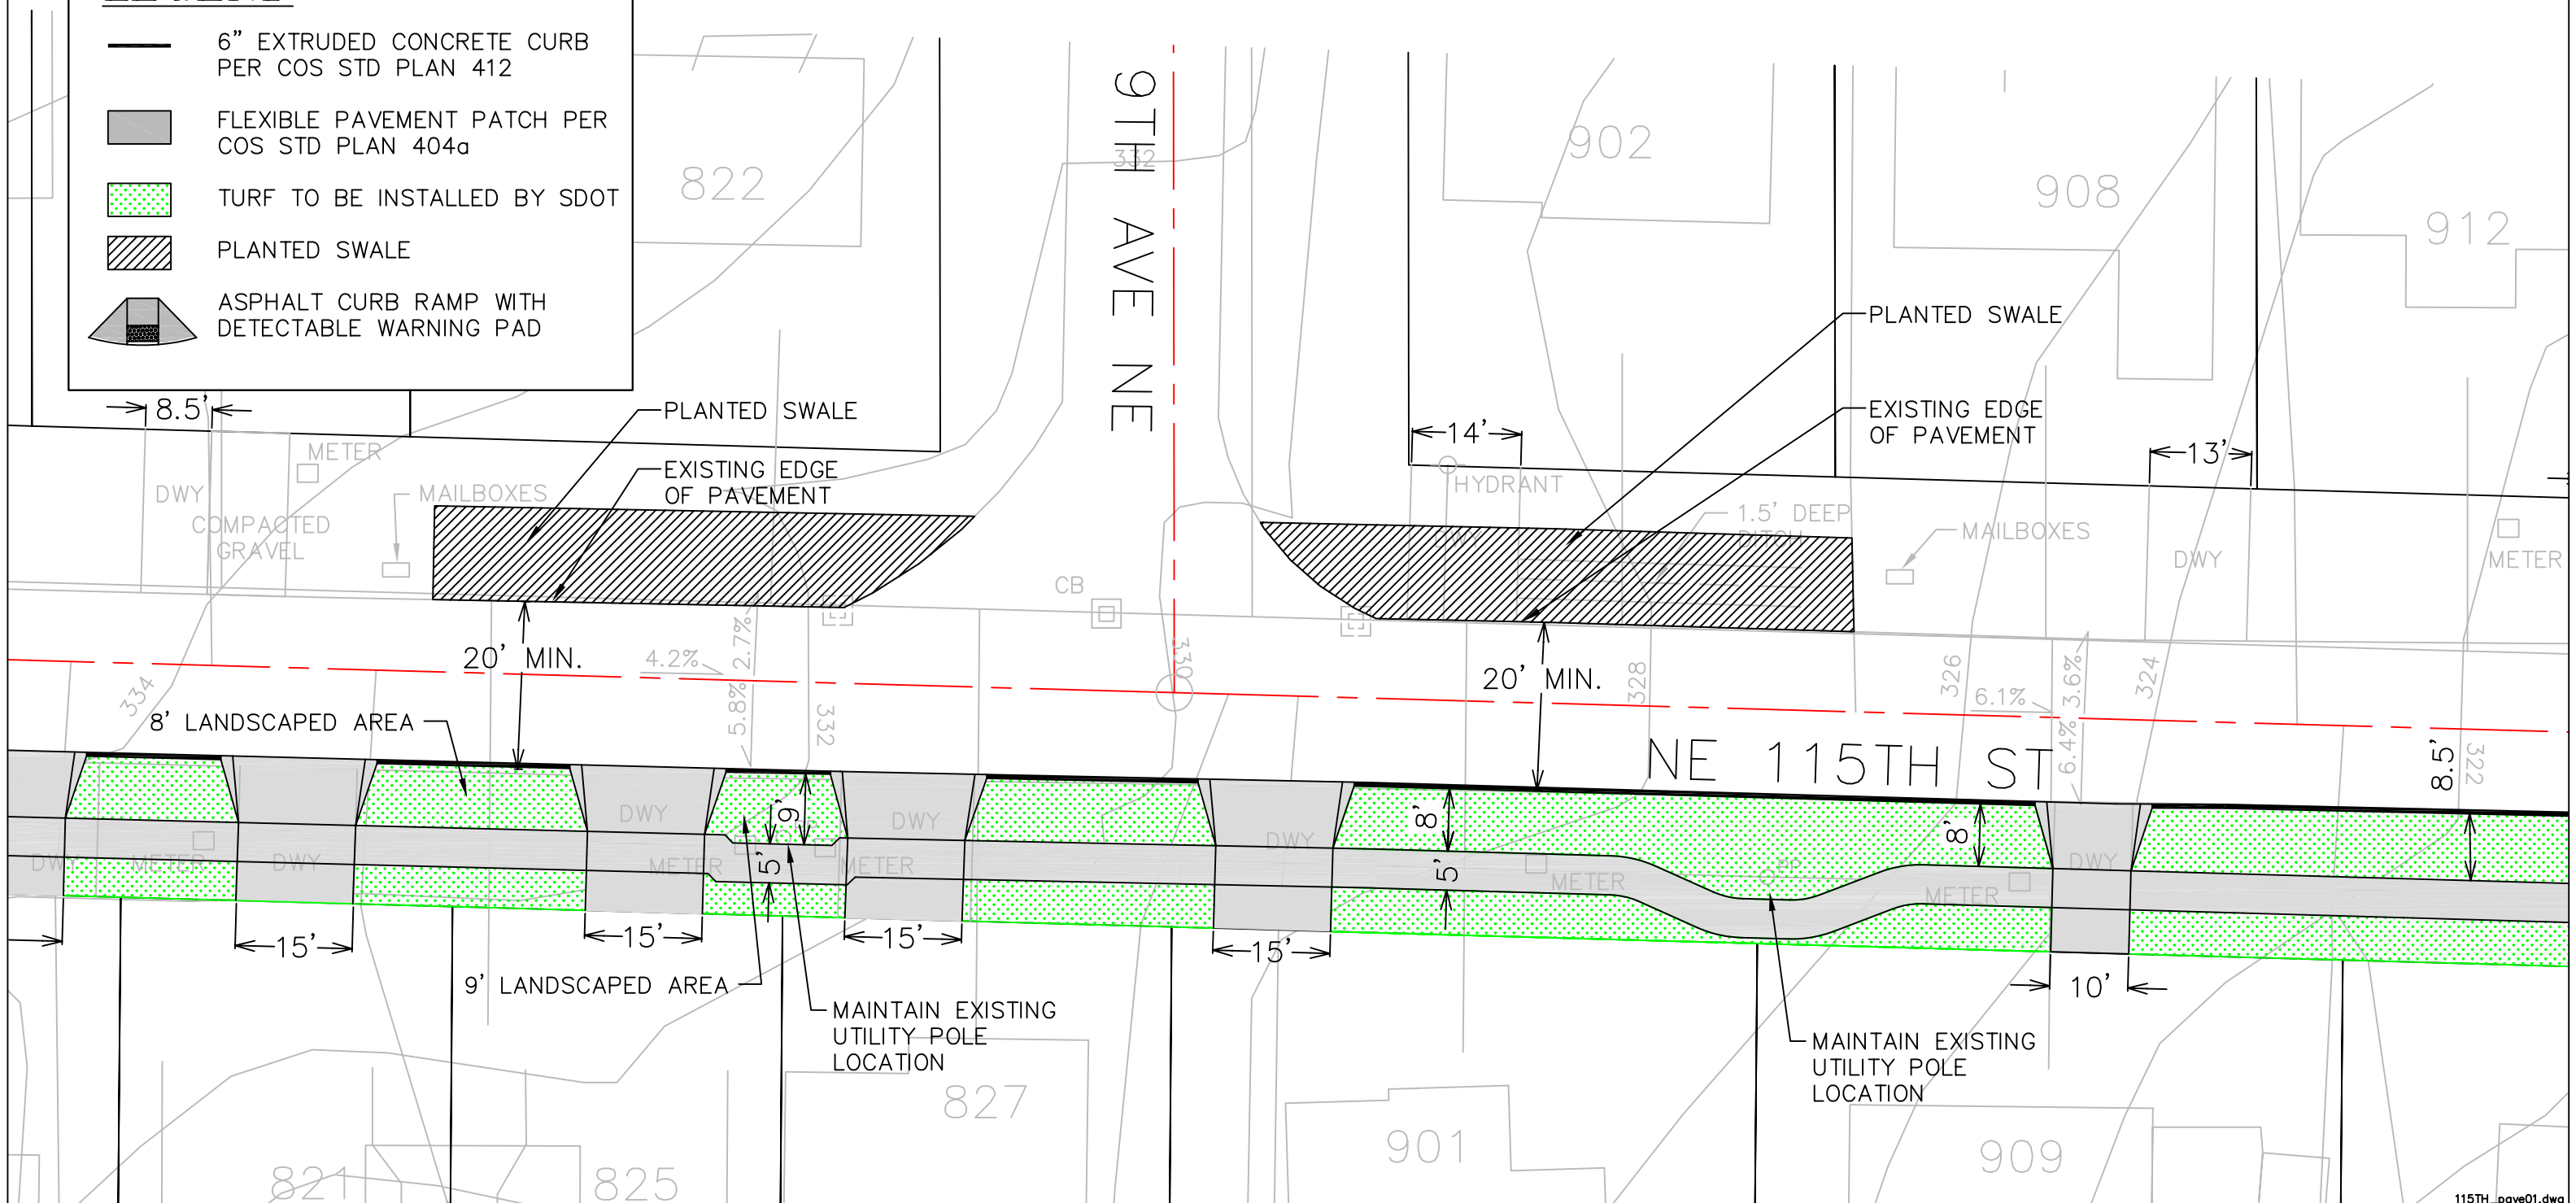 6" EXTRUDED CONCRETE CURB
PER COS STD PLAN 412
FLEXIBLE PAVEMENT PATCH PER
COS STD PLAN 404a
TURF TO BE INSTALLED BY SDOT
PLANTED SWALE
ASPHALT CURB RAMP WITH
DETECTABLE WARNING PAD
822
332
9TH AVE NE
902
908
912
PLANTED SWALE
EXISTING EDGE
OF PAVEMENT
8.5'
PLANTED SWALE
EXISTING EDGE
OF PAVEMENT
14'
13'
METER
DWY
MAILBOXES
COMPACTED
GRAVEL
HYDRANT
1.5' DEEP
DITCH
DWY
MAILBOXES
DWY
METER
CB
20' MIN.
4.2%
2.7%
5.8%
332
330
20' MIN.
328
326
6.1%
3.6%
6.4%
324
334
8' LANDSCAPED AREA
NE 115TH ST
8.5'
322
DWY
METER
DWY
DWY
METER
9'
5'
DWY
METER
DWY
8'
5'
METER
PP
8'
METER
DWY
15'
15'
15'
15'
10'
9' LANDSCAPED AREA
MAINTAIN EXISTING
UTILITY POLE
LOCATION
MAINTAIN EXISTING
UTILITY POLE
LOCATION
821
825
827
901
909
115TH_pave01.dwg